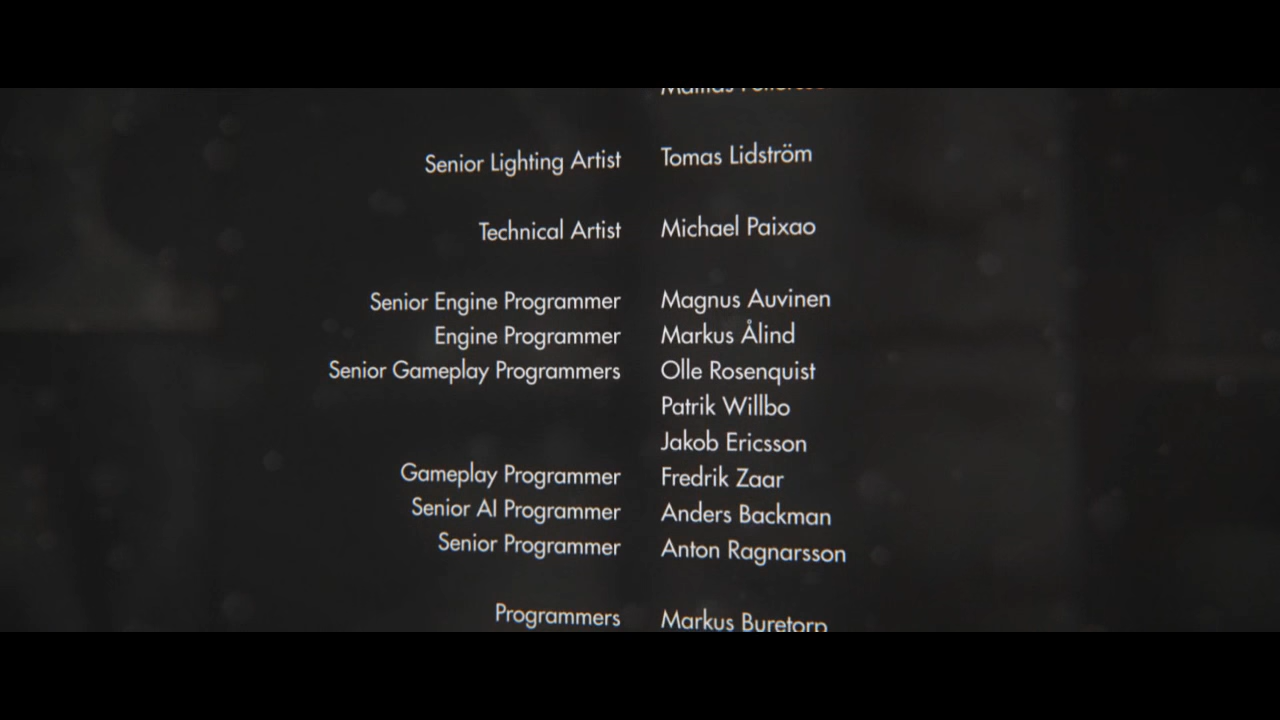 Senior Lighting Artist Tomas Lidström
Technical Artist Michael Paixao
Senior Engine Programmer Magnus Auvinen
Engine Programmer Markus Ålind
Senior Gameplay Programmers Olle Rosenquist
Patrik Willbo
Jakob Ericsson
Gameplay Programmer Fredrik Zaar
Senior AI Programmer Anders Backman
Senior Programmer Anton Ragnarsson
Programmers Markus Buretorp